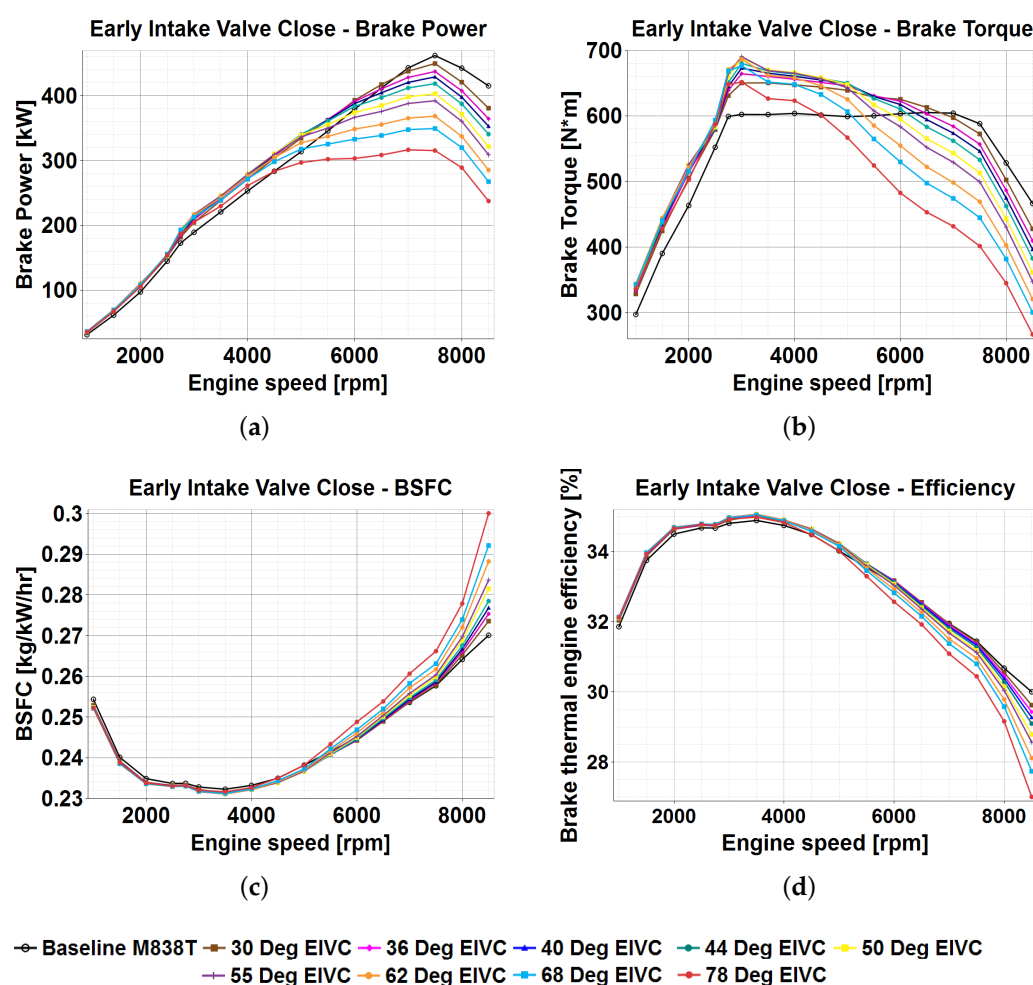 Early Intake Valve Close - Brake Power
Brake Power [kW]
400
300
200
100
2000 4000 6000 8000
Engine speed [rpm]
(a)
Early Intake Valve Close - Brake Torque
Brake Torque [N*m]
700
600
500
400
300
2000 4000 6000 8000
Engine speed [rpm]
(b)
Early Intake Valve Close - BSFC
BSFC [kg/kW/hr]
0.3
0.29
0.28
0.27
0.26
0.25
0.24
0.23
2000 4000 6000 8000
Engine speed [rpm]
(c)
Early Intake Valve Close - Efficiency
Brake thermal engine efficiency [%]
34
32
30
28
2000 4000 6000 8000
Engine speed [rpm]
(d)
Baseline M838T 30 Deg EIVC 36 Deg EIVC 40 Deg EIVC 44 Deg EIVC 50 Deg EIVC
55 Deg EIVC 62 Deg EIVC 68 Deg EIVC 78 Deg EIVC